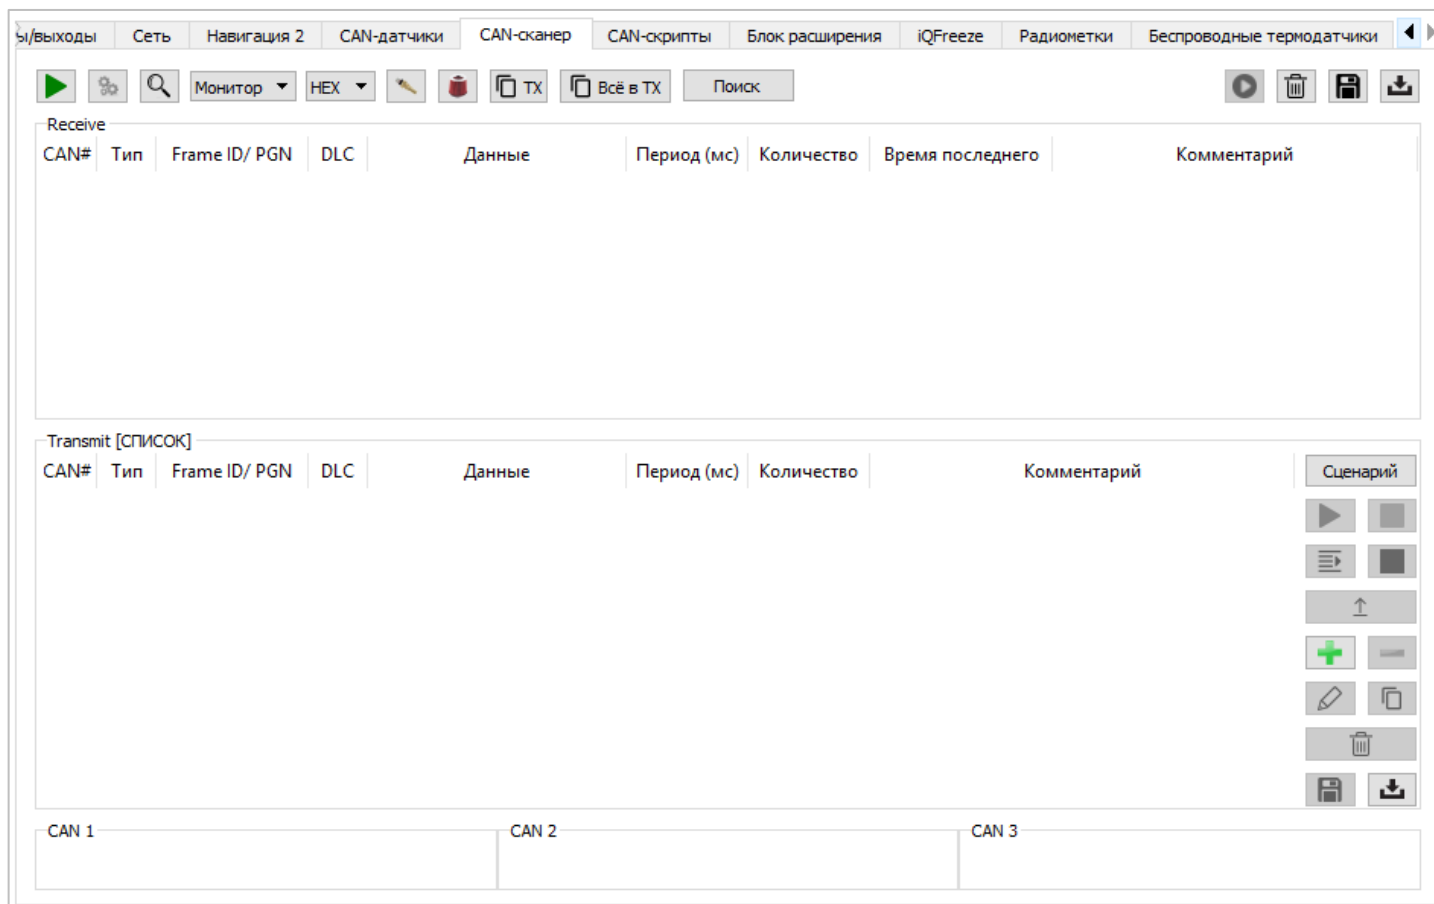 ы/выходы Сеть Навигация 2 CAN-датчики CAN-сканер CAN-скрипты Блок расширения iQFreeze Радиометки Беспроводные термодатчики
Монитор HEX TX Всё в TX Поиск
Receive
CAN# Тип Frame ID/ PGN DLC Данные Период (мс) Количество Время последнего Комментарий
Transmit [СПИСОК]
CAN# Тип Frame ID/ PGN DLC Данные Период (мс) Количество Комментарий Сценарий
CAN 1 CAN 2 CAN 3